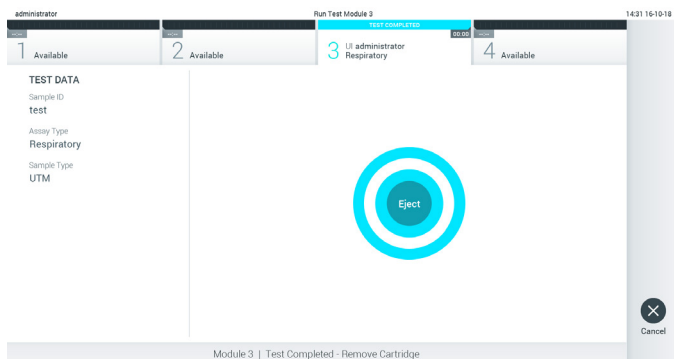 administrator
Run Test Module 3
14:31 16-10-18
TEST COMPLETED
--:--
--:--
00:00
--:--
1 Available
2 Available
3 UI administrator
Respiratory
4 Available
TEST DATA
Sample ID
test
Assay Type
Respiratory
Sample Type
UTM
Eject
Cancel
Module 3 | Test Completed - Remove Cartridge